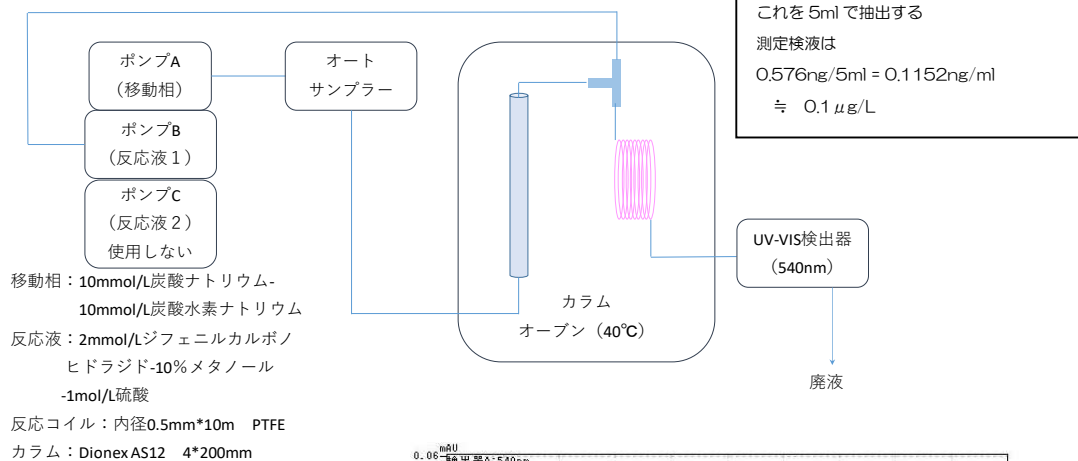 これを5mlで抽出する
測定検液は
0.576ng/5ml = 0.1152ng/ml
≒ 0.1μg/L
ポンプA
（移動相）
オート
サンプラー
ポンプB
（反応液１）
ポンプC
（反応液２）
使用しない
UV-VIS検出器
（540nm）
カラム
オーブン（40℃）
廃液
移動相：10mmol/L炭酸ナトリウム-
10mmol/L炭酸水素ナトリウム
反応液：2mmol/Lジフェニルカルボノ
ヒドラジド-10％メタノール
-1mol/L硫酸
反応コイル：内径0.5mm*10m PTFE
カラム：Dionex AS12 4*200mm
mAU
0.06
検出器A:540nm